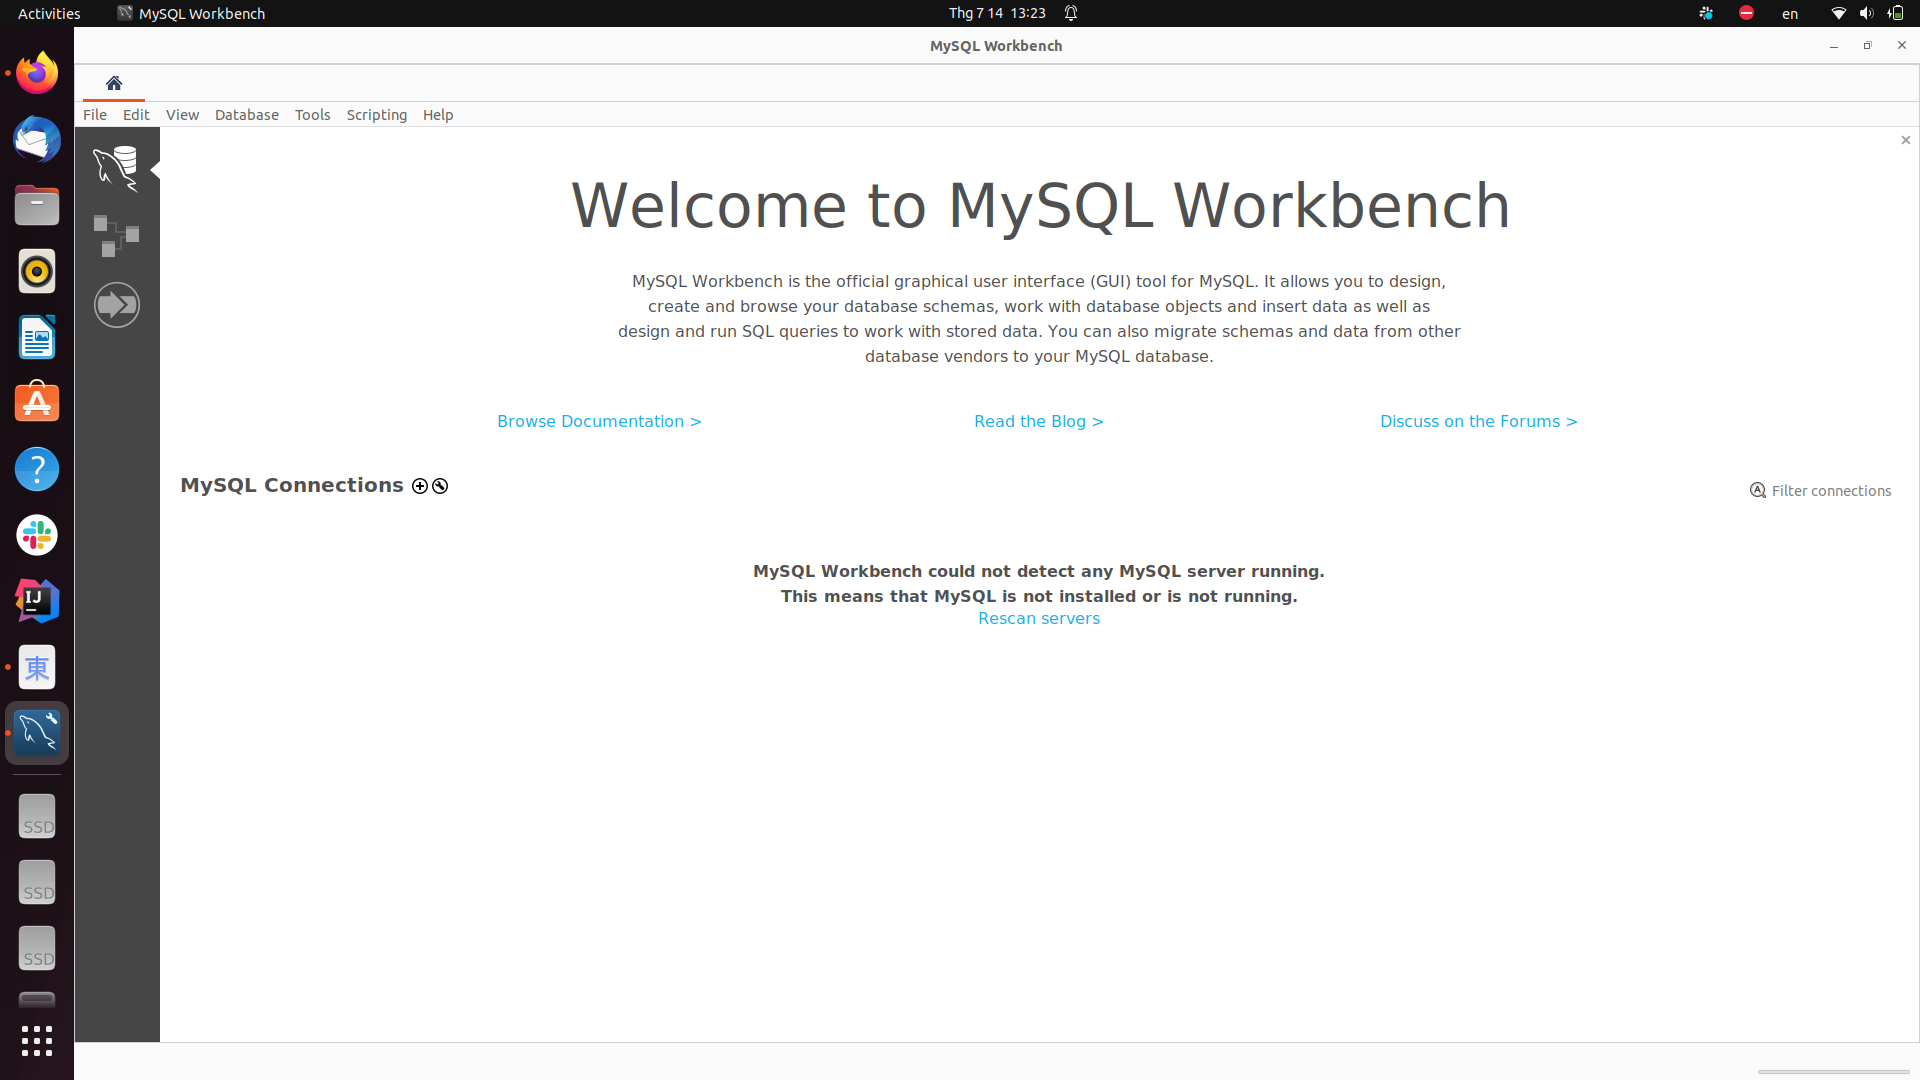 Activities
MySQL Workbench
Thg 7 14 13:23
en
MySQL Workbench
File Edit View Database Tools Scripting Help
Welcome to MySQL Workbench
MySQL Workbench is the official graphical user interface (GUI) tool for MySQL. It allows you to design,
create and browse your database schemas, work with database objects and insert data as well as
design and run SQL queries to work with stored data. You can also migrate schemas and data from other
database vendors to your MySQL database.
Browse Documentation >
Read the Blog >
Discuss on the Forums >
MySQL Connections
Filter connections
MySQL Workbench could not detect any MySQL server running.
This means that MySQL is not installed or is not running.
Rescan servers
IJ
東
SSD
SSD
SSD